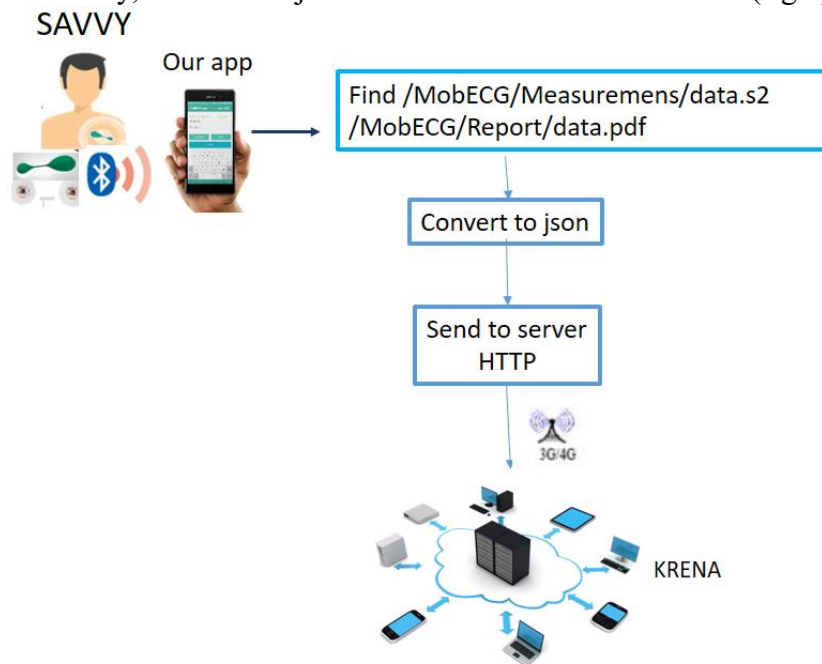 SAVVY
Our app
Find /MobECG/Measuremens/data.s2
/MobECG/Report/data.pdf
Convert to json
Send to server
HTTP
3G/4G
KRENA